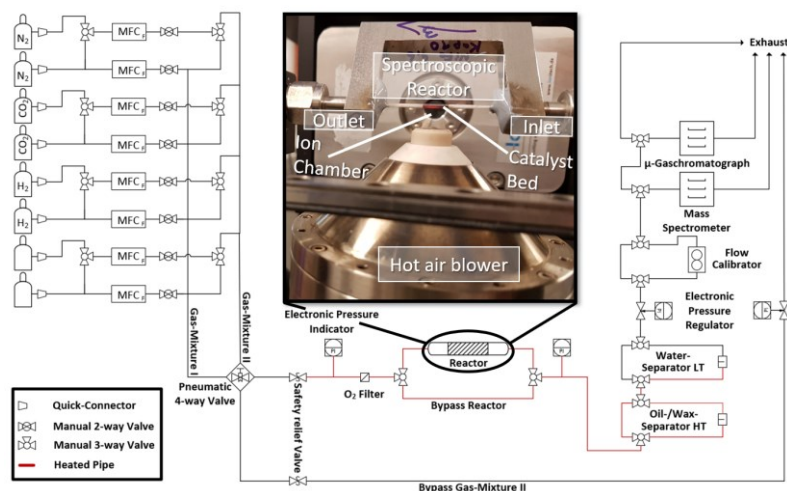 N₂
MFC
N₂
MFC
CO₂
MFC
CO₂
MFC
H₂
MFC
H₂
MFC
MFC
MFC
Gas-Mixture I
Gas-Mixture II
Pneumatic
4-way Valve
Spectroscopic
Reactor
Outlet
Inlet
Ion
Chamber
Catalyst
Bed
Hot air blower
Electronic Pressure
Indicator
PI
Reactor
O₂ Filter
Bypass Reactor
PI
Safety relief Valve
Bypass Gas-Mixture II
Exhaust
μ-Gaschromatograph
Mass
Spectrometer
Flow
Calibrator
Electronic
Pressure
Regulator
Water-
Separator LT
Oil-/Wax-
Separator HT
Quick-Connector
Manual 2-way Valve
Manual 3-way Valve
Heated Pipe